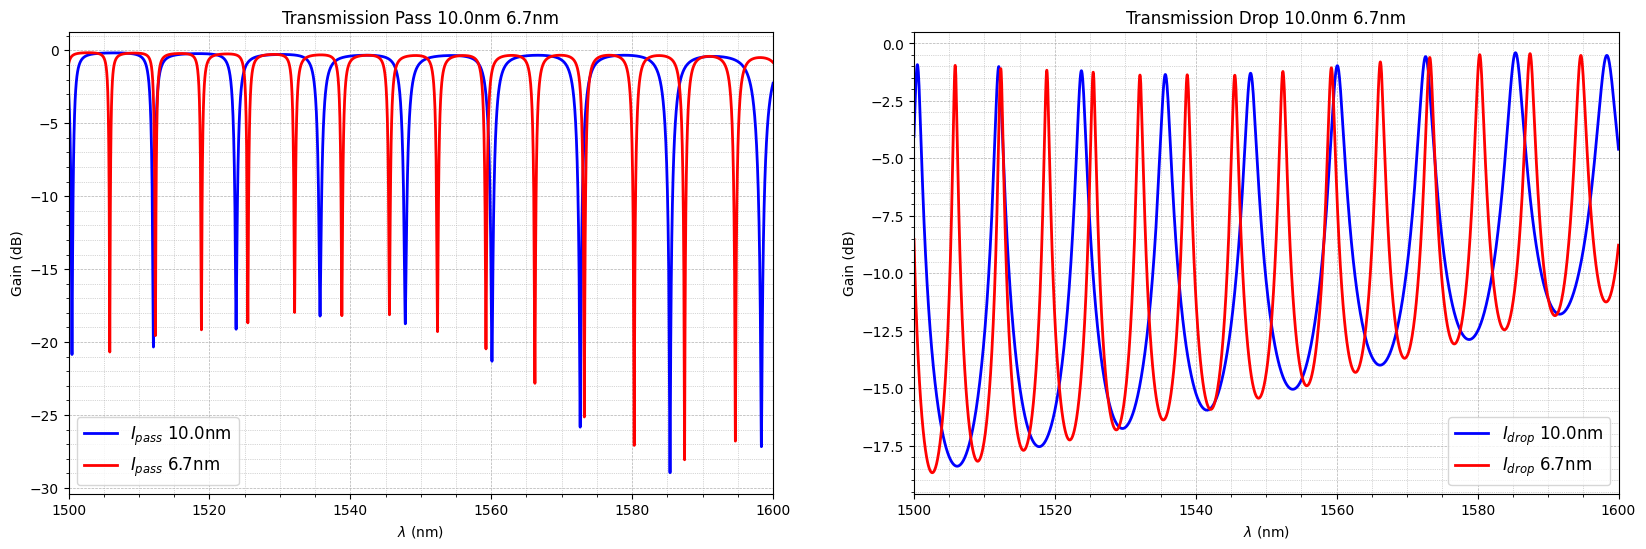 Transmission Pass 10.0nm 6.7nm
Gain (dB)
0
−5
−10
−15
−20
−25
−30
I_pass 10.0nm
I_pass 6.7nm
1500 1520 1540 1560 1580 1600
λ (nm)
Transmission Drop 10.0nm 6.7nm
Gain (dB)
0.0
−2.5
−5.0
−7.5
−10.0
−12.5
−15.0
−17.5
I_drop 10.0nm
I_drop 6.7nm
1500 1520 1540 1560 1580 1600
λ (nm)